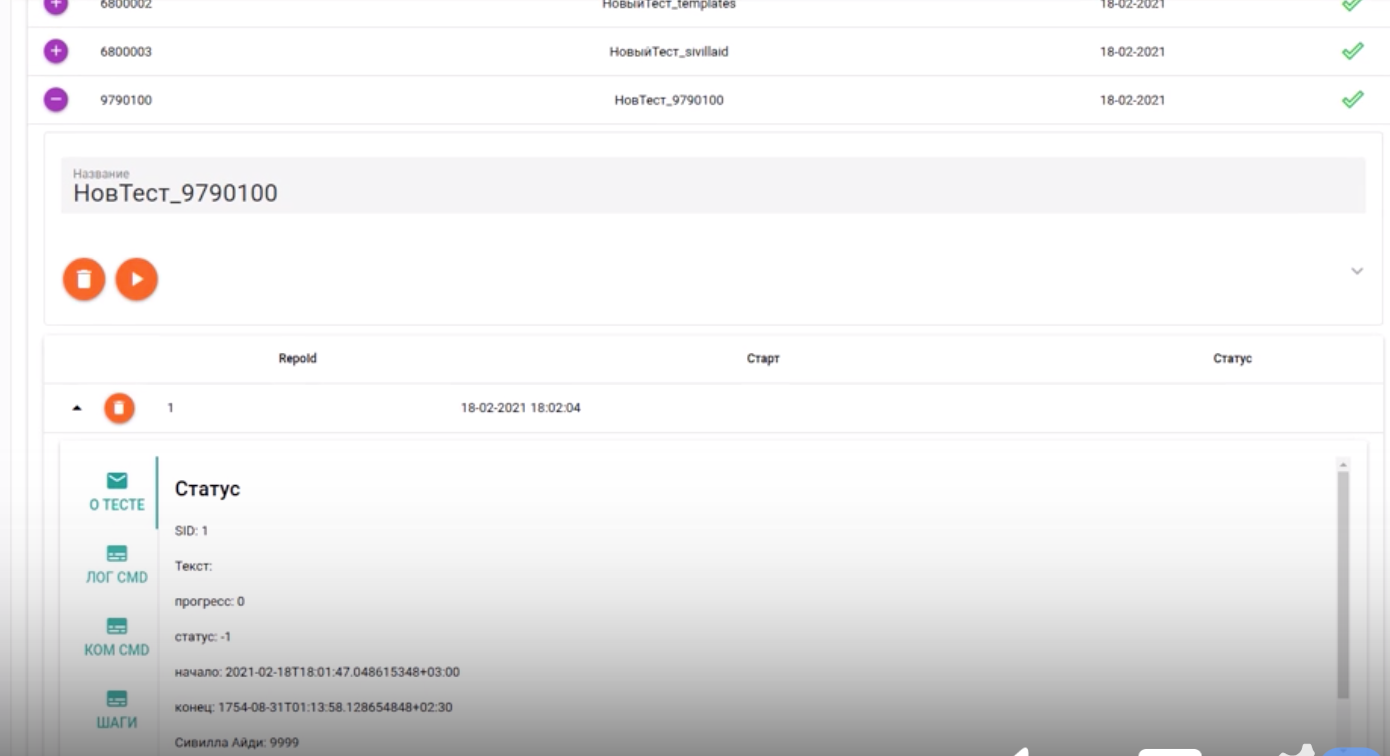 6800002 НовыйТест_templates 18-02-2021
6800003 НовыйТест_sivillaid 18-02-2021
9790100 НовТест_9790100 18-02-2021
Название
НовТест_9790100
RepoId Старт Статус
1 18-02-2021 18:02:04
О ТЕСТЕ
ЛОГ CMD
КОМ CMD
ШАГИ
Статус
SID: 1
Текст:
прогресс: 0
статус: -1
начало: 2021-02-18T18:01:47.048615348+03:00
конец: 1754-08-31T01:13:58.128654848+02:30
Сивилла Айди: 9999